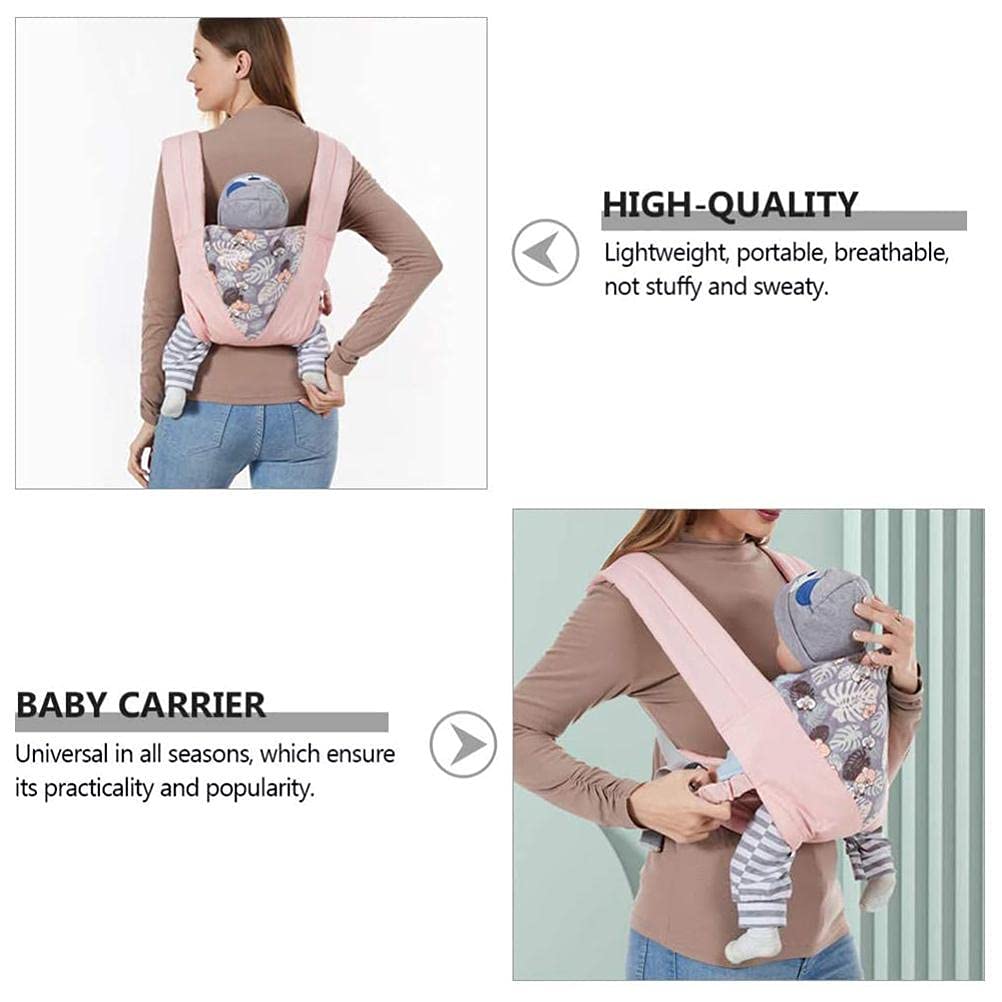 HIGH-QUALITY
Lightweight, portable, breathable,
not stuffy and sweaty.
BABY CARRIER
Universal in all seasons, which ensure
its practicality and popularity.